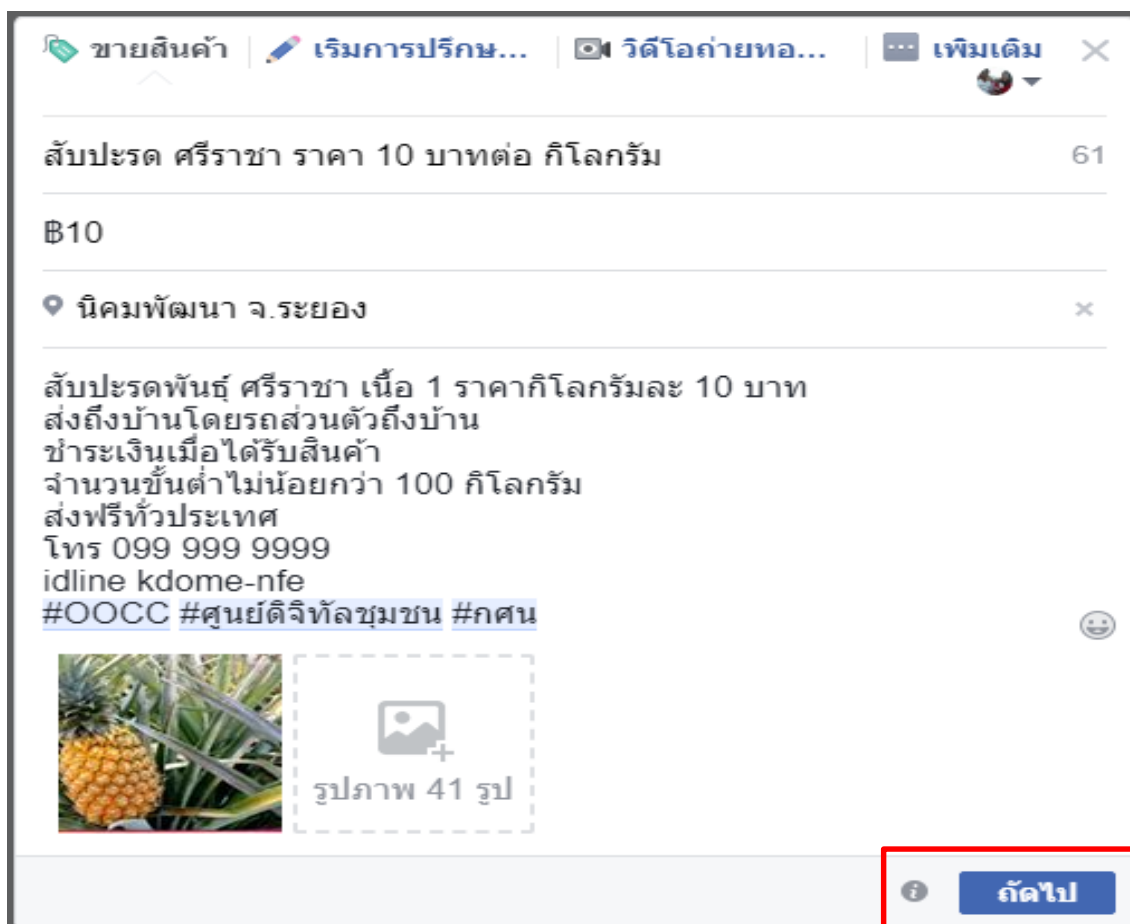 ขายสินค้า เริ่มการปรึกษ... วิดีโอถ่ายทอ... เพิ่มเติม
สับปะรด ศรีราชา ราคา 10 บาทต่อ กิโลกรัม 61
฿10
นิคมพัฒนา จ.ระยอง
สับปะรดพันธุ์ ศรีราชา เนื้อ 1 ราคากิโลกรัมละ 10 บาท
ส่งถึงบ้านโดยรถส่วนตัวถึงบ้าน
ชำระเงินเมื่อได้รับสินค้า
จำนวนขั้นต่ำไม่น้อยกว่า 100 กิโลกรัม
ส่งฟรีทั่วประเทศ
โทร 099 999 9999
idline kdome-nfe
#OOCC #ศูนย์ดิจิทัลชุมชน #กศน
รูปภาพ 41 รูป
ถัดไป